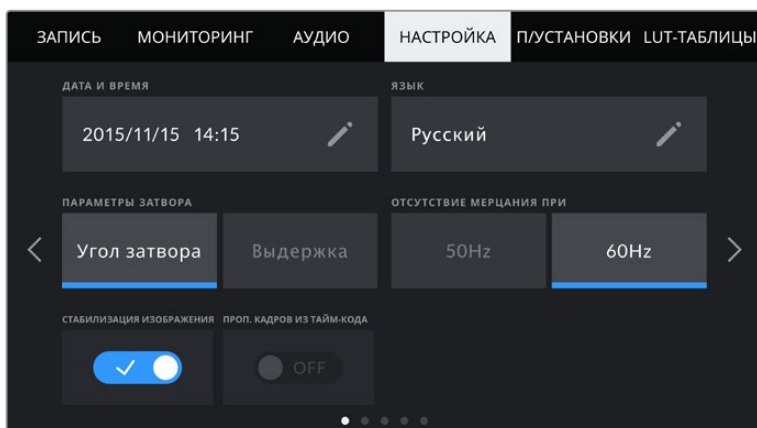 ЗАПИСЬ МОНИТОРИНГ АУДИО НАСТРОЙКА П/УСТАНОВКИ LUT-ТАБЛИЦЫ
ДАТА И ВРЕМЯ ЯЗЫК
2015/11/15 14:15 Русский
ПАРАМЕТРЫ ЗАТВОРА ОТСУТСТВИЕ МЕРЦАНИЯ ПРИ
Угол затвора Выдержка 50Hz 60Hz
СТАБИЛИЗАЦИЯ ИЗОБРАЖЕНИЯ ПРОП. КАДРОВ ИЗ ТАЙМ-КОДА
OFF